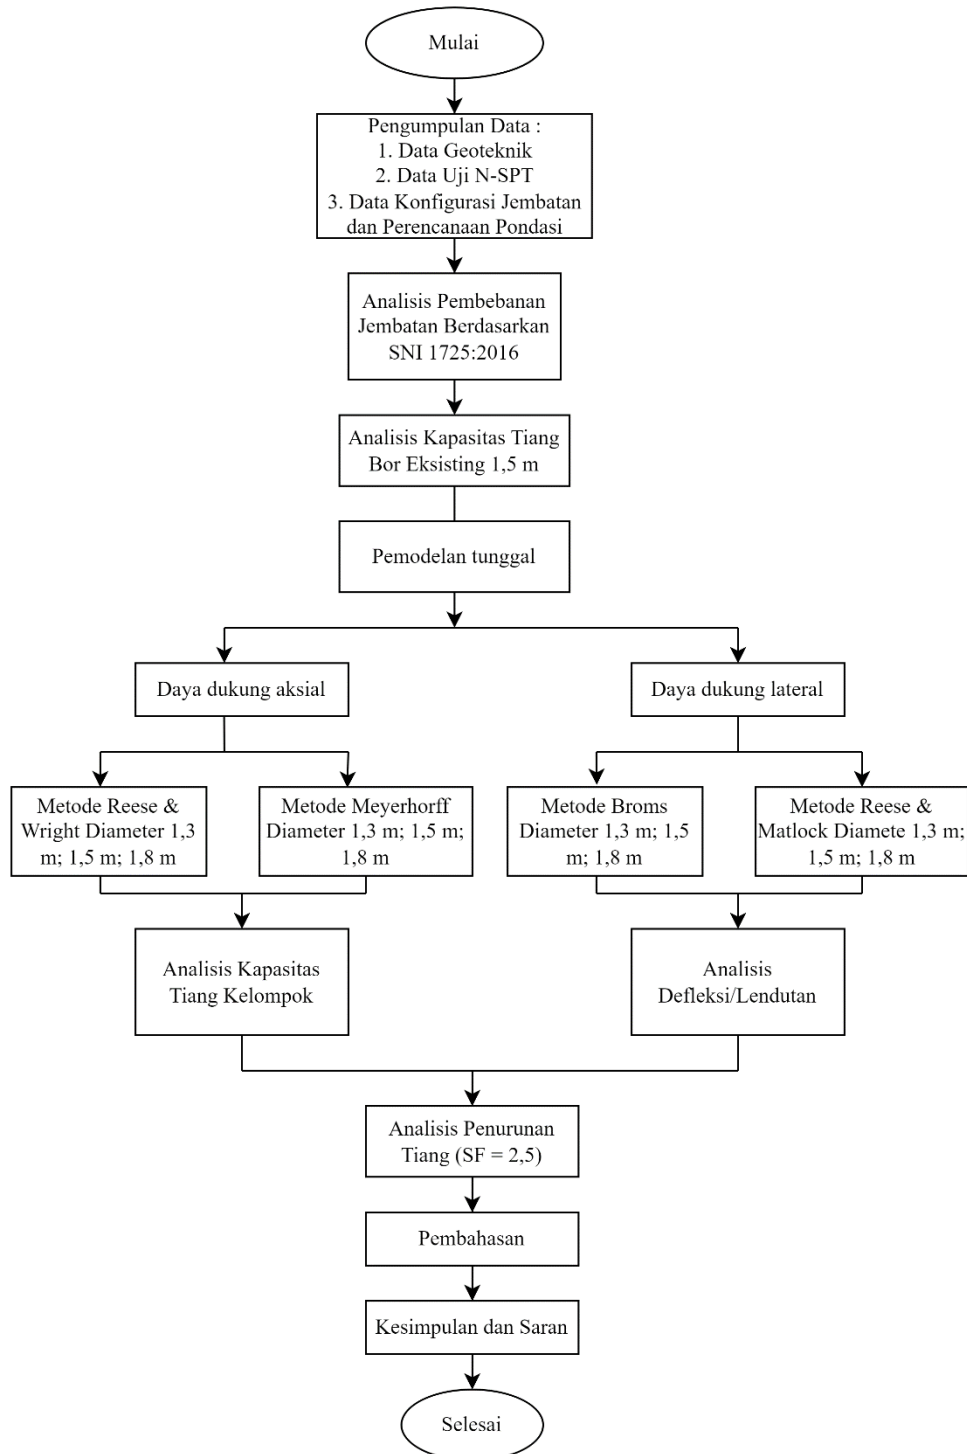 Mulai
Pengumpulan Data :
1. Data Geoteknik
2. Data Uji N-SPT
3. Data Konfigurasi Jembatan
dan Perencanaan Pondasi
Analisis Pembebanan
Jembatan Berdasarkan
SNI 1725:2016
Analisis Kapasitas Tiang
Bor Eksisting 1,5 m
Pemodelan tunggal
Daya dukung aksial
Daya dukung lateral
Metode Reese &
Wright Diameter 1,3
m; 1,5 m; 1,8 m
Metode Meyerhorff
Diameter 1,3 m; 1,5 m;
1,8 m
Metode Broms
Diameter 1,3 m; 1,5
m; 1,8 m
Metode Reese &
Matlock Diamete 1,3 m;
1,5 m; 1,8 m
Analisis Kapasitas
Tiang Kelompok
Analisis
Defleksi/Lendutan
Analisis Penurunan
Tiang (SF = 2,5)
Pembahasan
Kesimpulan dan Saran
Selesai